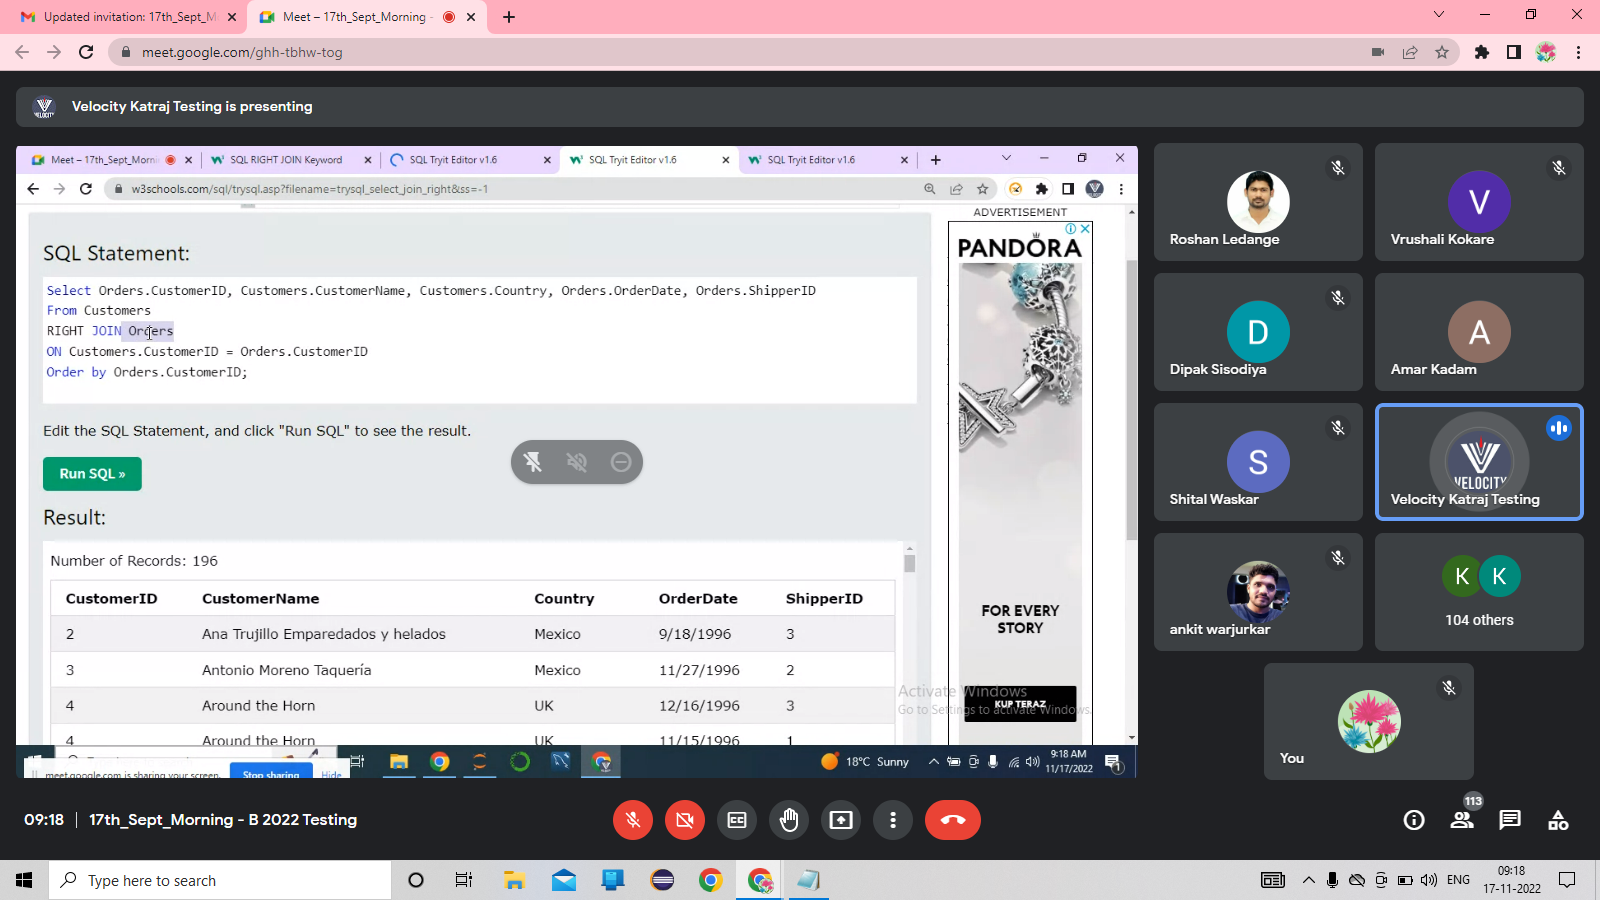 Updated invitation: 17th_Sept_M
Meet – 17th_Sept_Morning -
meet.google.com/ghh-tbhw-tog
VELOCITY
Velocity Katraj Testing is presenting
Meet – 17th_Sept_Morni
SQL RIGHT JOIN Keyword
SQL Tryit Editor v1.6
SQL Tryit Editor v1.6
SQL Tryit Editor v1.6
w3schools.com/sql/trysql.asp?filename=trysql_select_join_right&ss=-1
ADVERTISEMENT
SQL Statement:
Select Orders.CustomerID, Customers.CustomerName, Customers.Country, Orders.OrderDate, Orders.ShipperID
From Customers
RIGHT JOIN Orders
ON Customers.CustomerID = Orders.CustomerID
Order by Orders.CustomerID;
Edit the SQL Statement, and click "Run SQL" to see the result.
Run SQL »
Result:
Number of Records: 196
CustomerID CustomerName Country OrderDate ShipperID
2 Ana Trujillo Emparedados y helados Mexico 9/18/1996 3
3 Antonio Moreno Taquería Mexico 11/27/1996 2
4 Around the Horn UK 12/16/1996 3
4 Around the Horn UK 11/15/1996 1
PANDÖRA
FOR EVERY
STORY
KUP TERAZ
Activate Windows
Go to Settings to activate Windows.
meet.google.com is sharing your screen.
Stop sharing
Hide
18°C Sunny
9:18 AM
11/17/2022
1
Roshan Ledange
V
Vrushali Kokare
D
Dipak Sisodiya
A
Amar Kadam
S
Shital Waskar
VELOCITY
Velocity Katraj Testing
ankit warjurkar
K K
104 others
You
09:18 | 17th_Sept_Morning - B 2022 Testing
113
Type here to search
ENG
09:18
17-11-2022